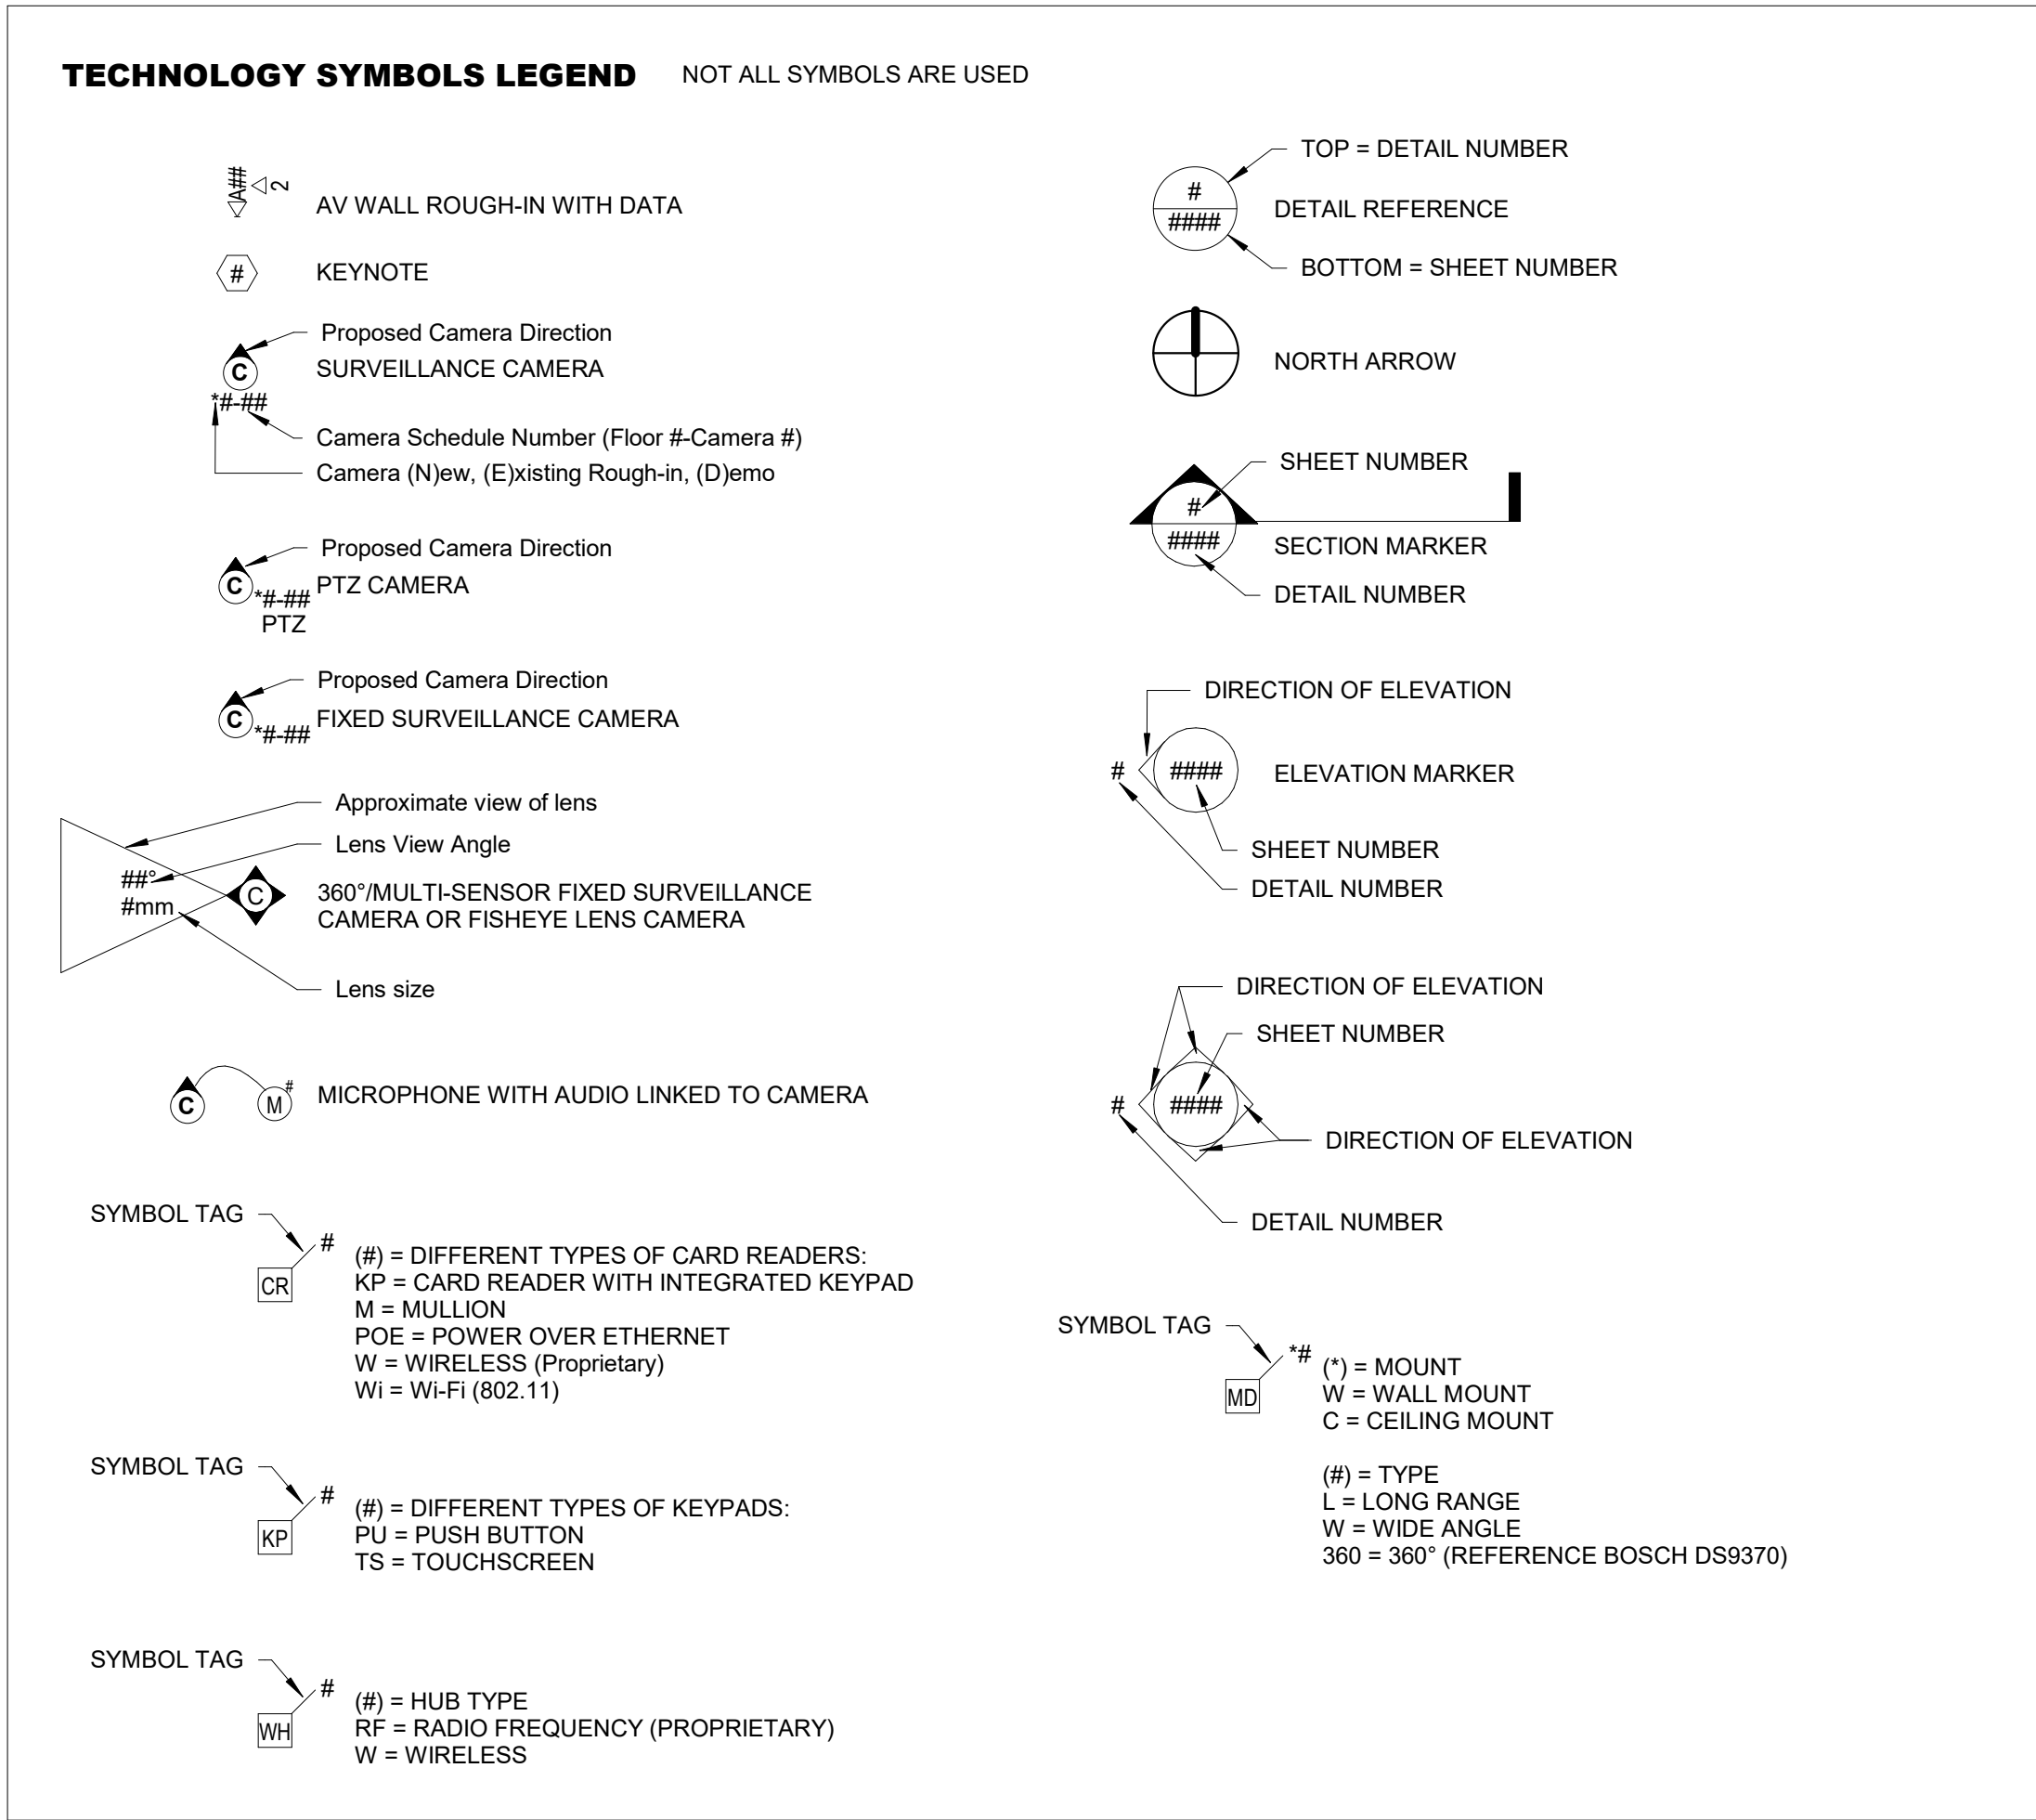 TECHNOLOGY SYMBOLS LEGEND NOT ALL SYMBOLS ARE USED
A##
2
AV WALL ROUGH-IN WITH DATA
#
KEYNOTE
Proposed Camera Direction
C
SURVEILLANCE CAMERA
*#-##
Camera Schedule Number (Floor #-Camera #)
Camera (N)ew, (E)xisting Rough-in, (D)emo
Proposed Camera Direction
C
PTZ CAMERA
*#-##
PTZ
Proposed Camera Direction
C
FIXED SURVEILLANCE CAMERA
*#-##
Approximate view of lens
Lens View Angle
##°
#mm
C
360°/MULTI-SENSOR FIXED SURVEILLANCE
CAMERA OR FISHEYE LENS CAMERA
Lens size
C
M
#
MICROPHONE WITH AUDIO LINKED TO CAMERA
SYMBOL TAG
#
CR
(#) = DIFFERENT TYPES OF CARD READERS:
KP = CARD READER WITH INTEGRATED KEYPAD
M = MULLION
POE = POWER OVER ETHERNET
W = WIRELESS (Proprietary)
Wi = Wi-Fi (802.11)
SYMBOL TAG
#
KP
(#) = DIFFERENT TYPES OF KEYPADS:
PU = PUSH BUTTON
TS = TOUCHSCREEN
SYMBOL TAG
#
WH
(#) = HUB TYPE
RF = RADIO FREQUENCY (PROPRIETARY)
W = WIRELESS
TOP = DETAIL NUMBER
#
####
DETAIL REFERENCE
BOTTOM = SHEET NUMBER
NORTH ARROW
SHEET NUMBER
#
####
SECTION MARKER
DETAIL NUMBER
DIRECTION OF ELEVATION
#
####
ELEVATION MARKER
SHEET NUMBER
DETAIL NUMBER
DIRECTION OF ELEVATION
SHEET NUMBER
#
####
DIRECTION OF ELEVATION
DETAIL NUMBER
SYMBOL TAG
*#
MD
(*) = MOUNT
W = WALL MOUNT
C = CEILING MOUNT
(#) = TYPE
L = LONG RANGE
W = WIDE ANGLE
360 = 360° (REFERENCE BOSCH DS9370)